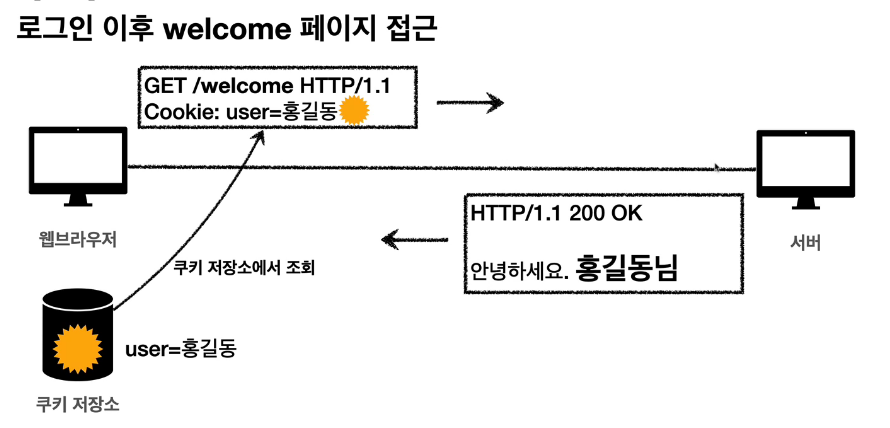 로그인 이후 welcome 페이지 접근
GET /welcome HTTP/1.1
Cookie: user=홍길동
웹브라우저
서버
HTTP/1.1 200 OK
안녕하세요. 홍길동님
쿠키 저장소에서 조회
user=홍길동
쿠키 저장소